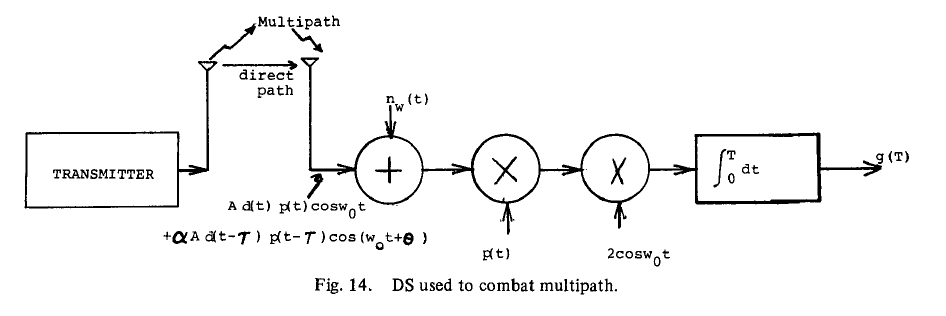 Multipath
direct
path
n_w(t)
TRANSMITTER
+
X
X
∫_0^T dt
g(T)
A d(t) p(t)cosw_0t
+αA d(t-τ) p(t-τ)cos(w_0t+θ)
p(t)
2cosw_0t
Fig. 14. DS used to combat multipath.